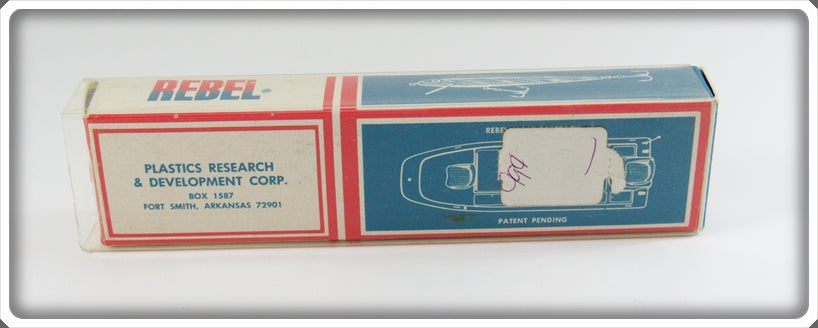 REBEL®
PLASTICS RESEARCH
& DEVELOPMENT CORP.
BOX 1587
FORT SMITH, ARKANSAS 72901
REBEL
PATENT PENDING